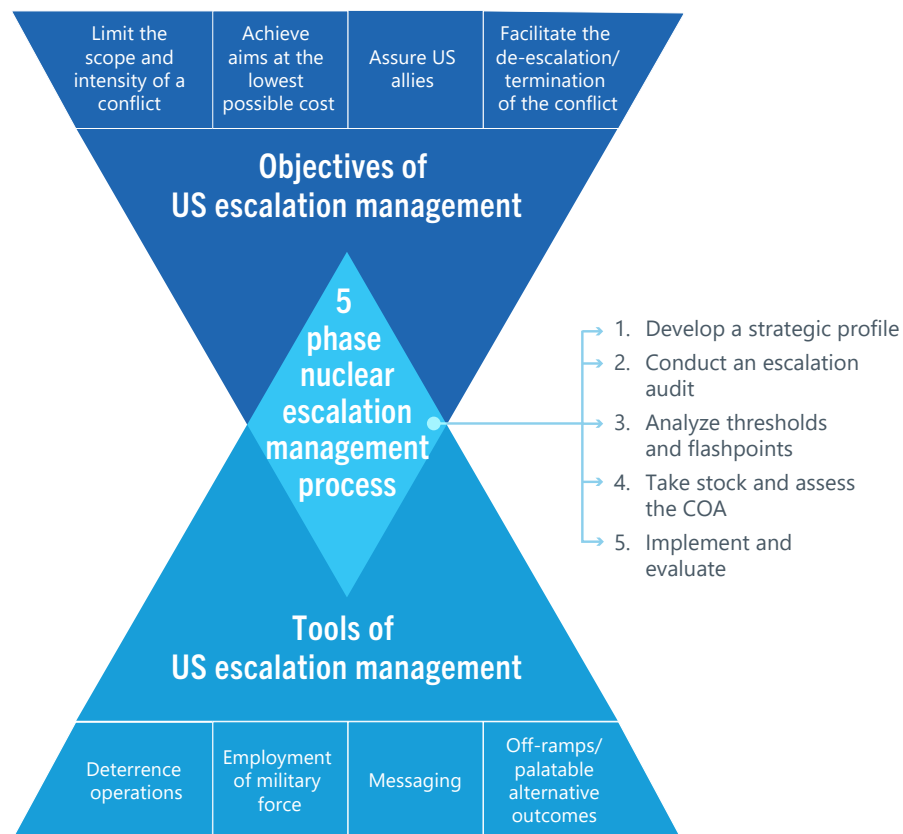 Limit the
scope and
intensity of a
conflict
Achieve
aims at the
lowest
possible cost
Assure US
allies
Facilitate the
de-escalation/
termination
of the conflict
Objectives of
US escalation management
5
phase
nuclear
escalation
management
process
1. Develop a strategic profile
2. Conduct an escalation
audit
3. Analyze thresholds
and flashpoints
4. Take stock and assess
the COA
5. Implement and
evaluate
Tools of
US escalation management
Deterrence
operations
Employment
of military
force
Messaging
Off-ramps/
palatable
alternative
outcomes